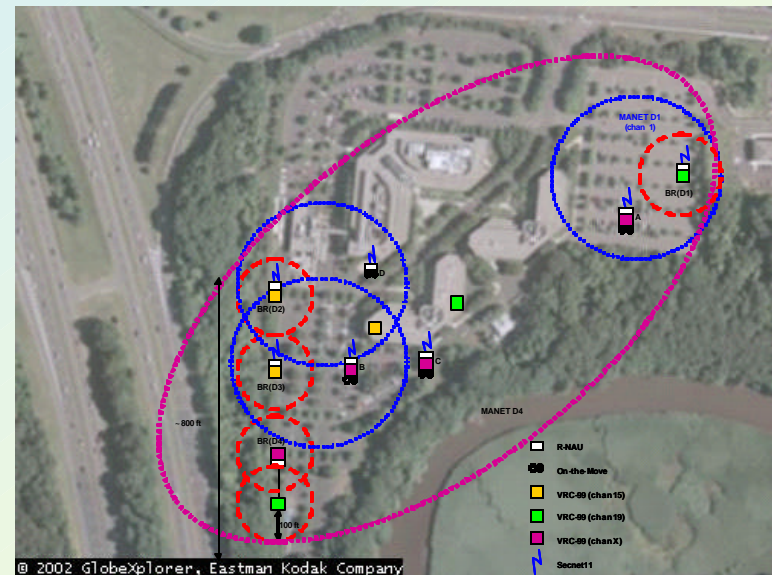 MANET D1
(chan 1)
BR(D1)
A
D
BR(D2)
B
C
BR(D3)
MANET D4
~ 800 ft
BR(D4)
100 ft
R-NAU
On-the-Move
VRC-99 (chan15)
VRC-99 (chan19)
VRC-99 (chanX)
Secnet11
© 2002 GlobeXplorer, Eastman Kodak Company